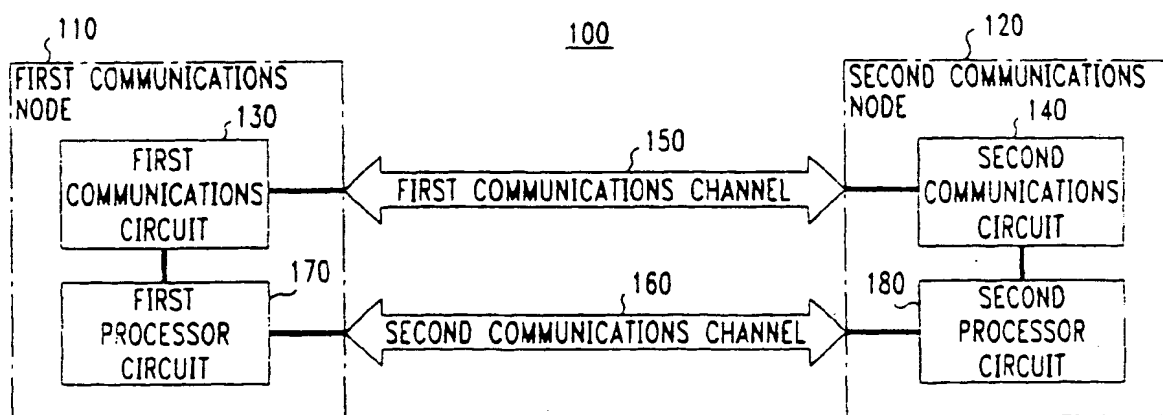 110
100
120
FIRST COMMUNICATIONS
NODE
SECOND COMMUNICATIONS
NODE
130
140
FIRST
COMMUNICATIONS
CIRCUIT
150
FIRST COMMUNICATIONS CHANNEL
SECOND
COMMUNICATIONS
CIRCUIT
170
160
180
FIRST
PROCESSOR
CIRCUIT
SECOND COMMUNICATIONS CHANNEL
SECOND
PROCESSOR
CIRCUIT